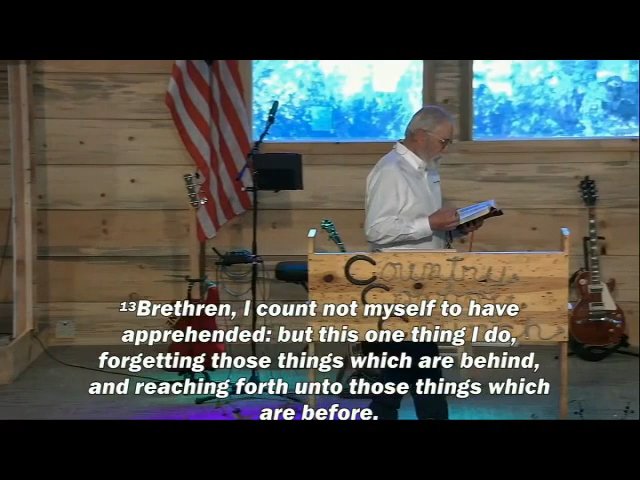 Country
¹³Brethren, I count not myself to have
apprehended: but this one thing I do,
forgetting those things which are behind,
and reaching forth unto those things which
are before.